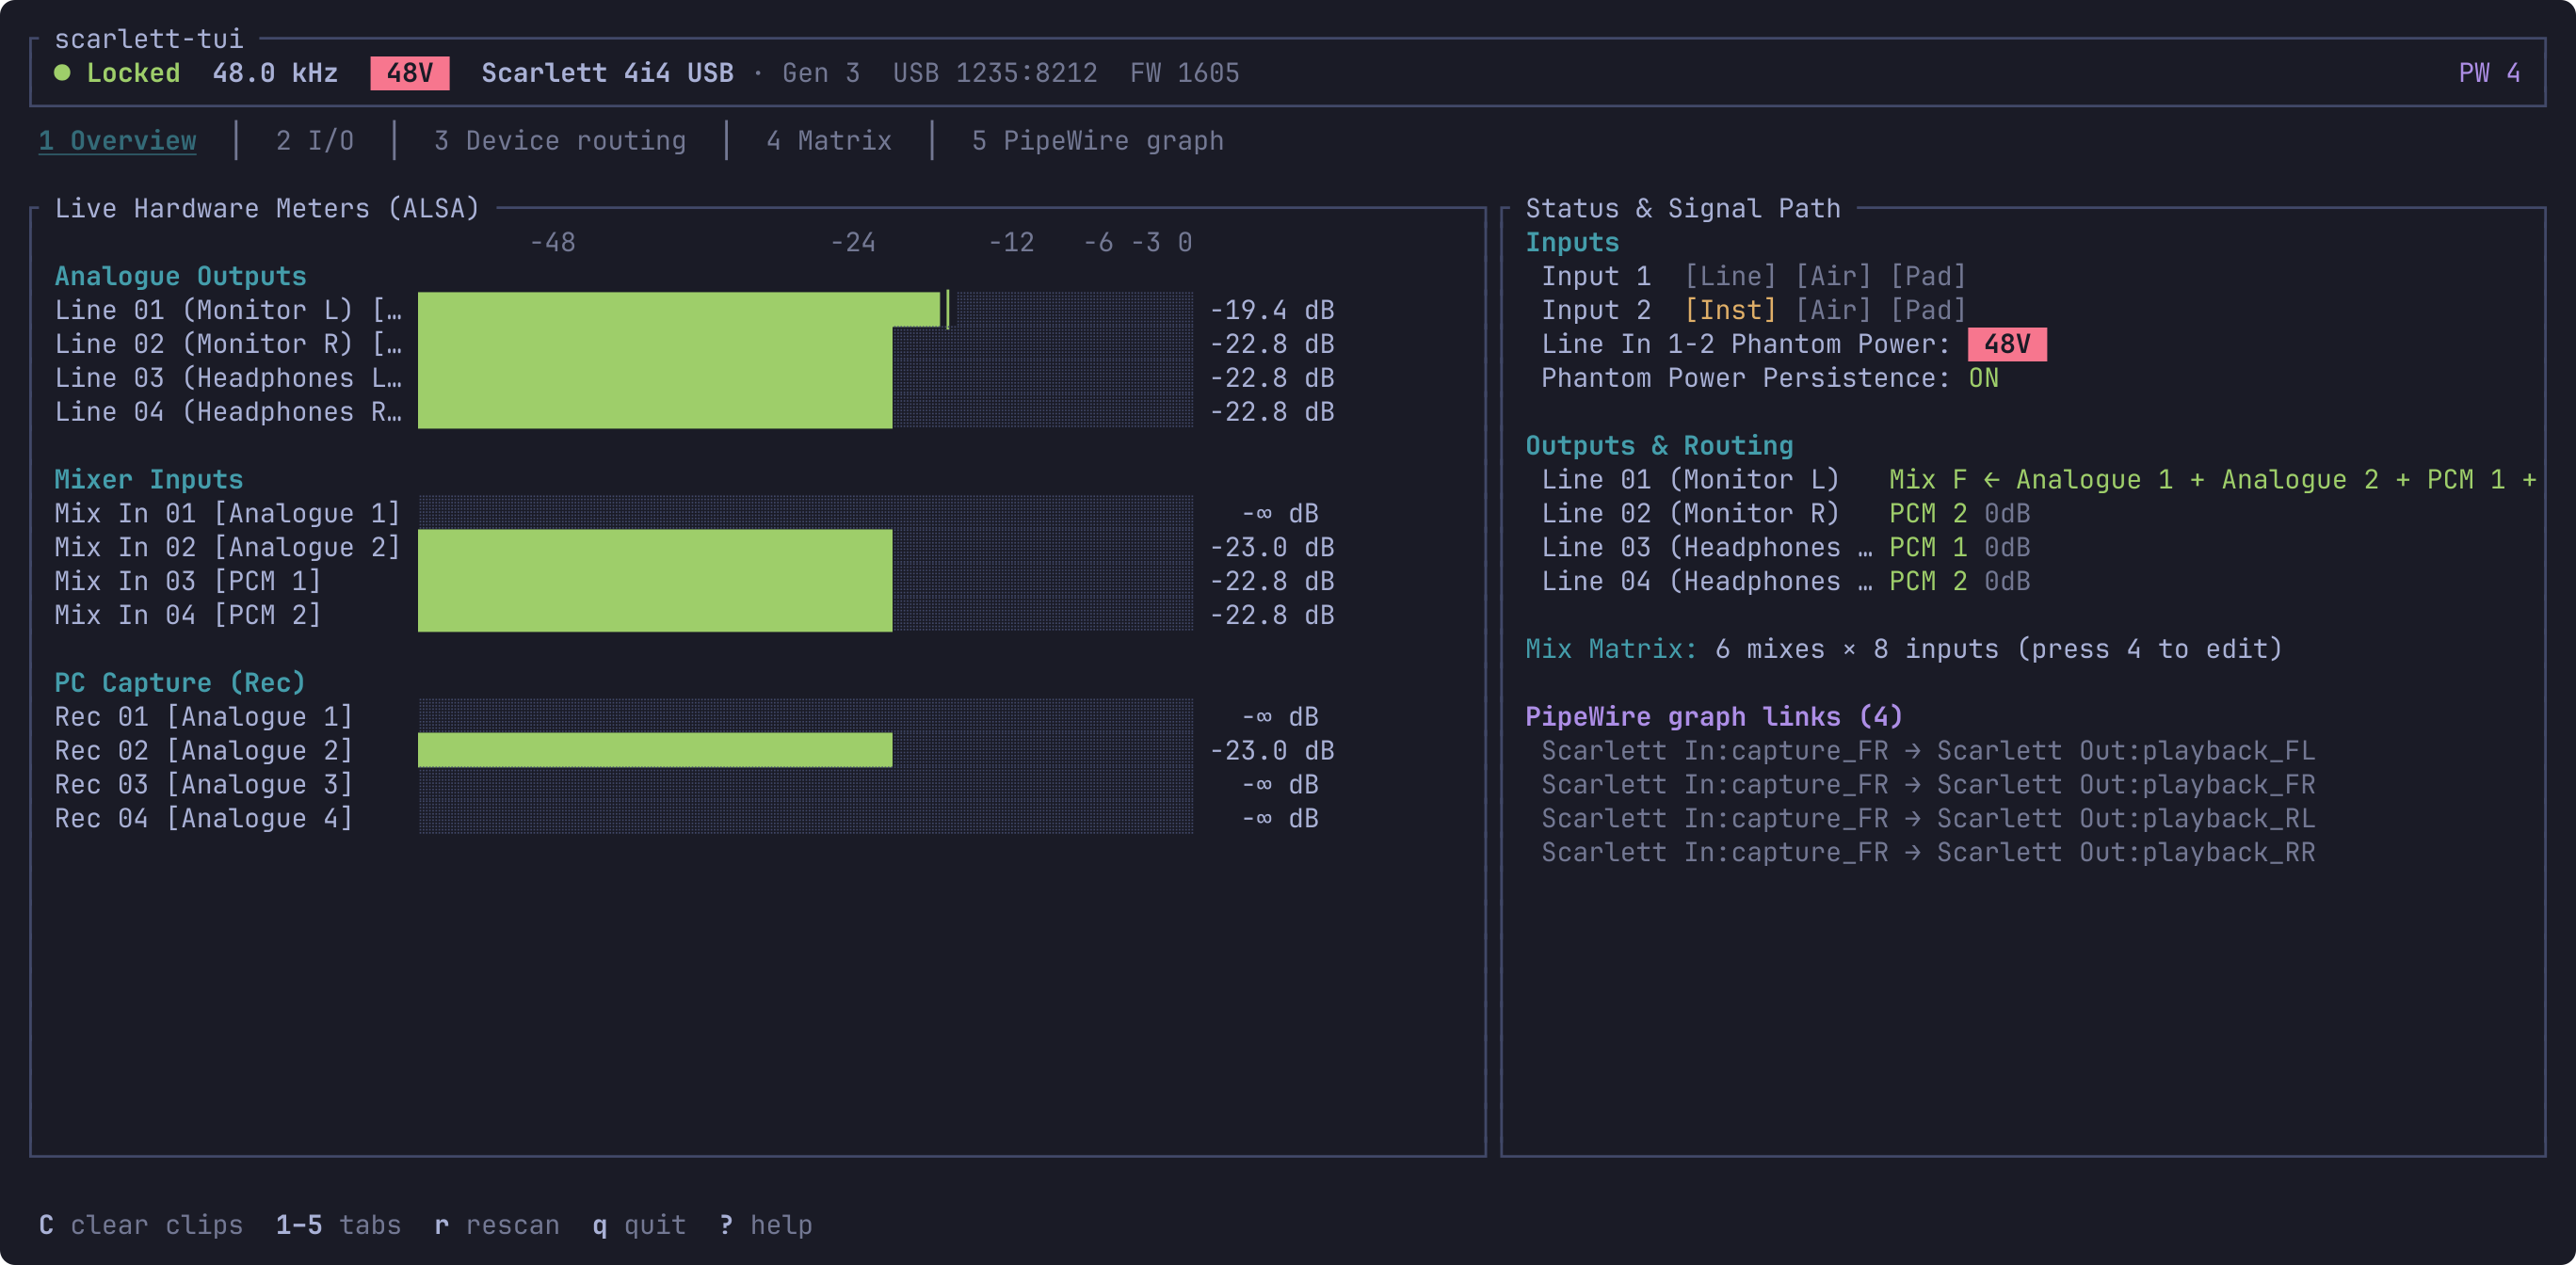 scarlett-tui
● Locked  48.0 kHz  48V  Scarlett 4i4 USB · Gen 3  USB 1235:8212  FW 1605  PW 4
1 Overview │ 2 I/O │ 3 Device routing │ 4 Matrix │ 5 PipeWire graph
Live Hardware Meters (ALSA)
-48 -24 -12 -6 -3 0
Analogue Outputs
Line 01 (Monitor L) [… -19.4 dB
Line 02 (Monitor R) [… -22.8 dB
Line 03 (Headphones L… -22.8 dB
Line 04 (Headphones R… -22.8 dB
Mixer Inputs
Mix In 01 [Analogue 1] -∞ dB
Mix In 02 [Analogue 2] -23.0 dB
Mix In 03 [PCM 1] -22.8 dB
Mix In 04 [PCM 2] -22.8 dB
PC Capture (Rec)
Rec 01 [Analogue 1] -∞ dB
Rec 02 [Analogue 2] -23.0 dB
Rec 03 [Analogue 3] -∞ dB
Rec 04 [Analogue 4] -∞ dB
Status & Signal Path
Inputs
Input 1 [Line] [Air] [Pad]
Input 2 [Inst] [Air] [Pad]
Line In 1-2 Phantom Power: 48V
Phantom Power Persistence: ON
Outputs & Routing
Line 01 (Monitor L) Mix F ← Analogue 1 + Analogue 2 + PCM 1 +
Line 02 (Monitor R) PCM 2 0dB
Line 03 (Headphones … PCM 1 0dB
Line 04 (Headphones … PCM 2 0dB
Mix Matrix: 6 mixes × 8 inputs (press 4 to edit)
PipeWire graph links (4)
Scarlett In:capture_FR → Scarlett Out:playback_FL
Scarlett In:capture_FR → Scarlett Out:playback_FR
Scarlett In:capture_FR → Scarlett Out:playback_RL
Scarlett In:capture_FR → Scarlett Out:playback_RR
C clear clips  1–5 tabs  r rescan  q quit  ? help